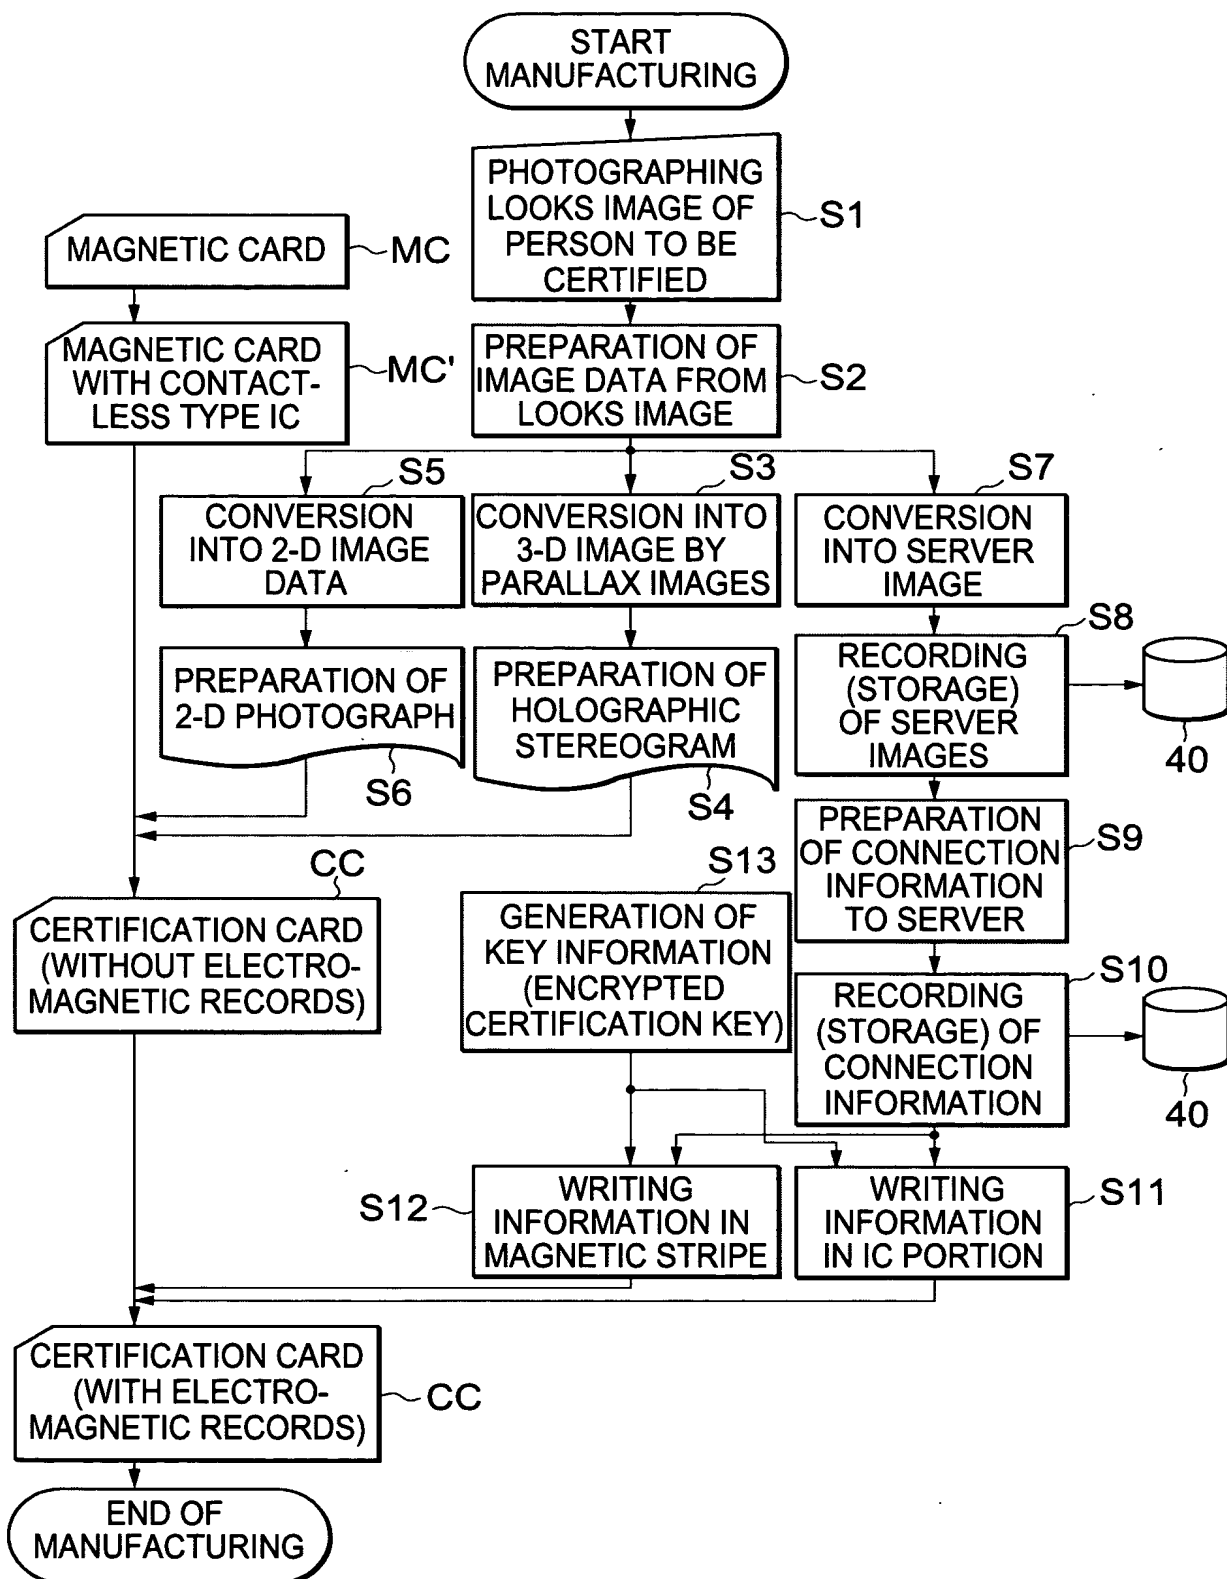 START
MANUFACTURING
PHOTOGRAPHING
LOOKS IMAGE OF
PERSON TO BE
CERTIFIED
S1
MAGNETIC CARD
MC
MAGNETIC CARD
WITH CONTACT-
LESS TYPE IC
MC'
PREPARATION OF
IMAGE DATA FROM
LOOKS IMAGE
S2
S5
CONVERSION
INTO 2-D IMAGE
DATA
S3
CONVERSION INTO
3-D IMAGE BY
PARALLAX IMAGES
S7
CONVERSION
INTO SERVER
IMAGE
PREPARATION OF
2-D PHOTOGRAPH
S6
PREPARATION OF
HOLOGRAPHIC
STEREOGRAM
S4
S8
RECORDING
(STORAGE)
OF SERVER
IMAGES
40
PREPARATION
OF CONNECTION
INFORMATION
TO SERVER
S9
CC
CERTIFICATION CARD
(WITHOUT ELECTRO-
MAGNETIC RECORDS)
S13
GENERATION OF
KEY INFORMATION
(ENCRYPTED
CERTIFICATION KEY)
S10
RECORDING
(STORAGE) OF
CONNECTION
INFORMATION
40
S12
WRITING
INFORMATION IN
MAGNETIC STRIPE
WRITING
INFORMATION
IN IC PORTION
S11
CERTIFICATION CARD
(WITH ELECTRO-
MAGNETIC RECORDS)
CC
END OF
MANUFACTURING